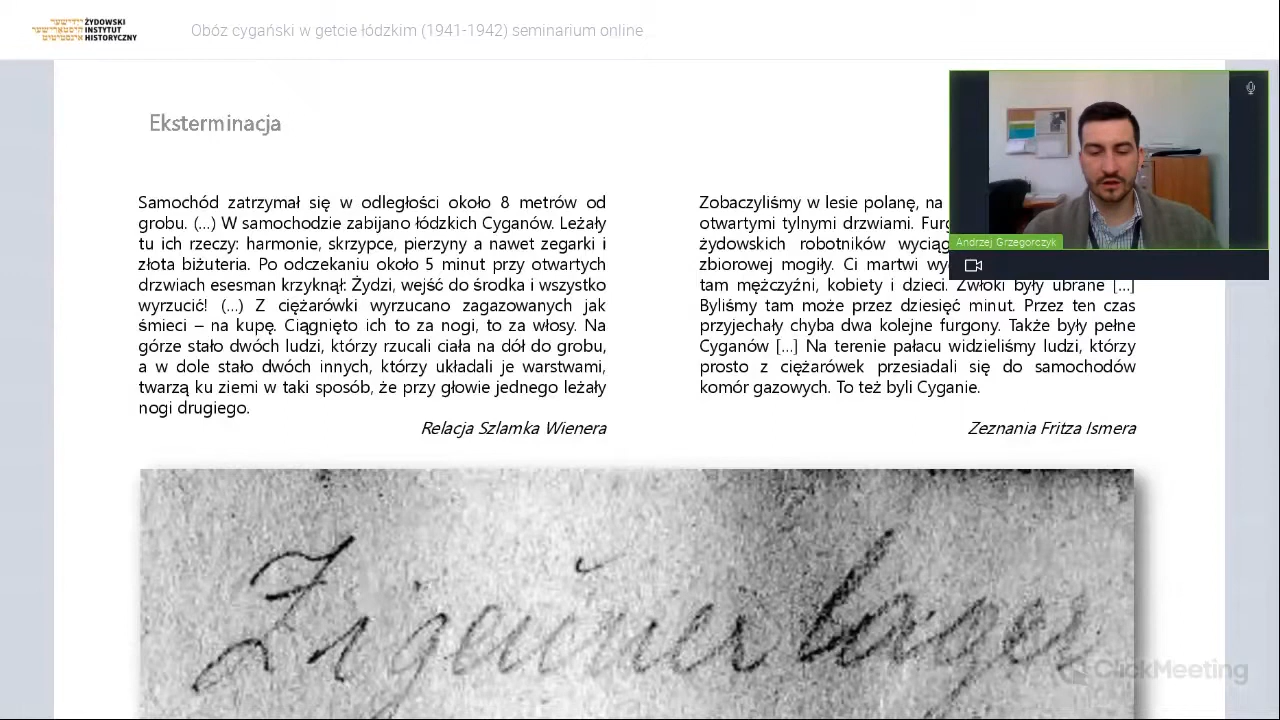 ייִדישער
היסטאָרישער
אינסטיטוט
ŻYDOWSKI
INSTYTUT
HISTORYCZNY
Obóz cygański w getcie łódzkim (1941-1942) seminarium online
Eksterminacja
Samochód zatrzymał się w odległości około 8 metrów od
grobu. (...) W samochodzie zabijano łódzkich Cyganów. Leżały
tu ich rzeczy: harmonie, skrzypce, pierzyny a nawet zegarki i
złota biżuteria. Po odczekaniu około 5 minut przy otwartych
drzwiach esesman krzyknął: Żydzi, wejść do środka i wszystko
wyrzucić! (...) Z ciężarówki wyrzucano zagazowanych jak
śmieci – na kupę. Ciągnięto ich to za nogi, to za włosy. Na
górze stało dwóch ludzi, którzy rzucali ciała na dół do grobu,
a w dole stało dwóch innych, którzy układali je warstwami,
twarzą ku ziemi w taki sposób, że przy głowie jednego leżały
nogi drugiego.
Relacja Szlamka Wienera
Zobaczyliśmy w lesie polanę, na
otwartymi tylnymi drzwiami.
żydowskich robotników
zbiorowej mogiły. Ci martwi
tam mężczyźni, kobiety i dzieci. Zwłoki były ubrane [...]
Byliśmy tam może przez dziesięć minut. Przez ten czas
przyjechały chyba dwa kolejne furgony. Także były pełne
Cyganów [...] Na terenie pałacu widzieliśmy ludzi, którzy
prosto z ciężarówek przesiadali się do samochodów
komór gazowych. To też byli Cyganie.
Zeznania Fritza Ismera
Andrzej Grzegorczyk
Zigeunerlager
ClickMeeting